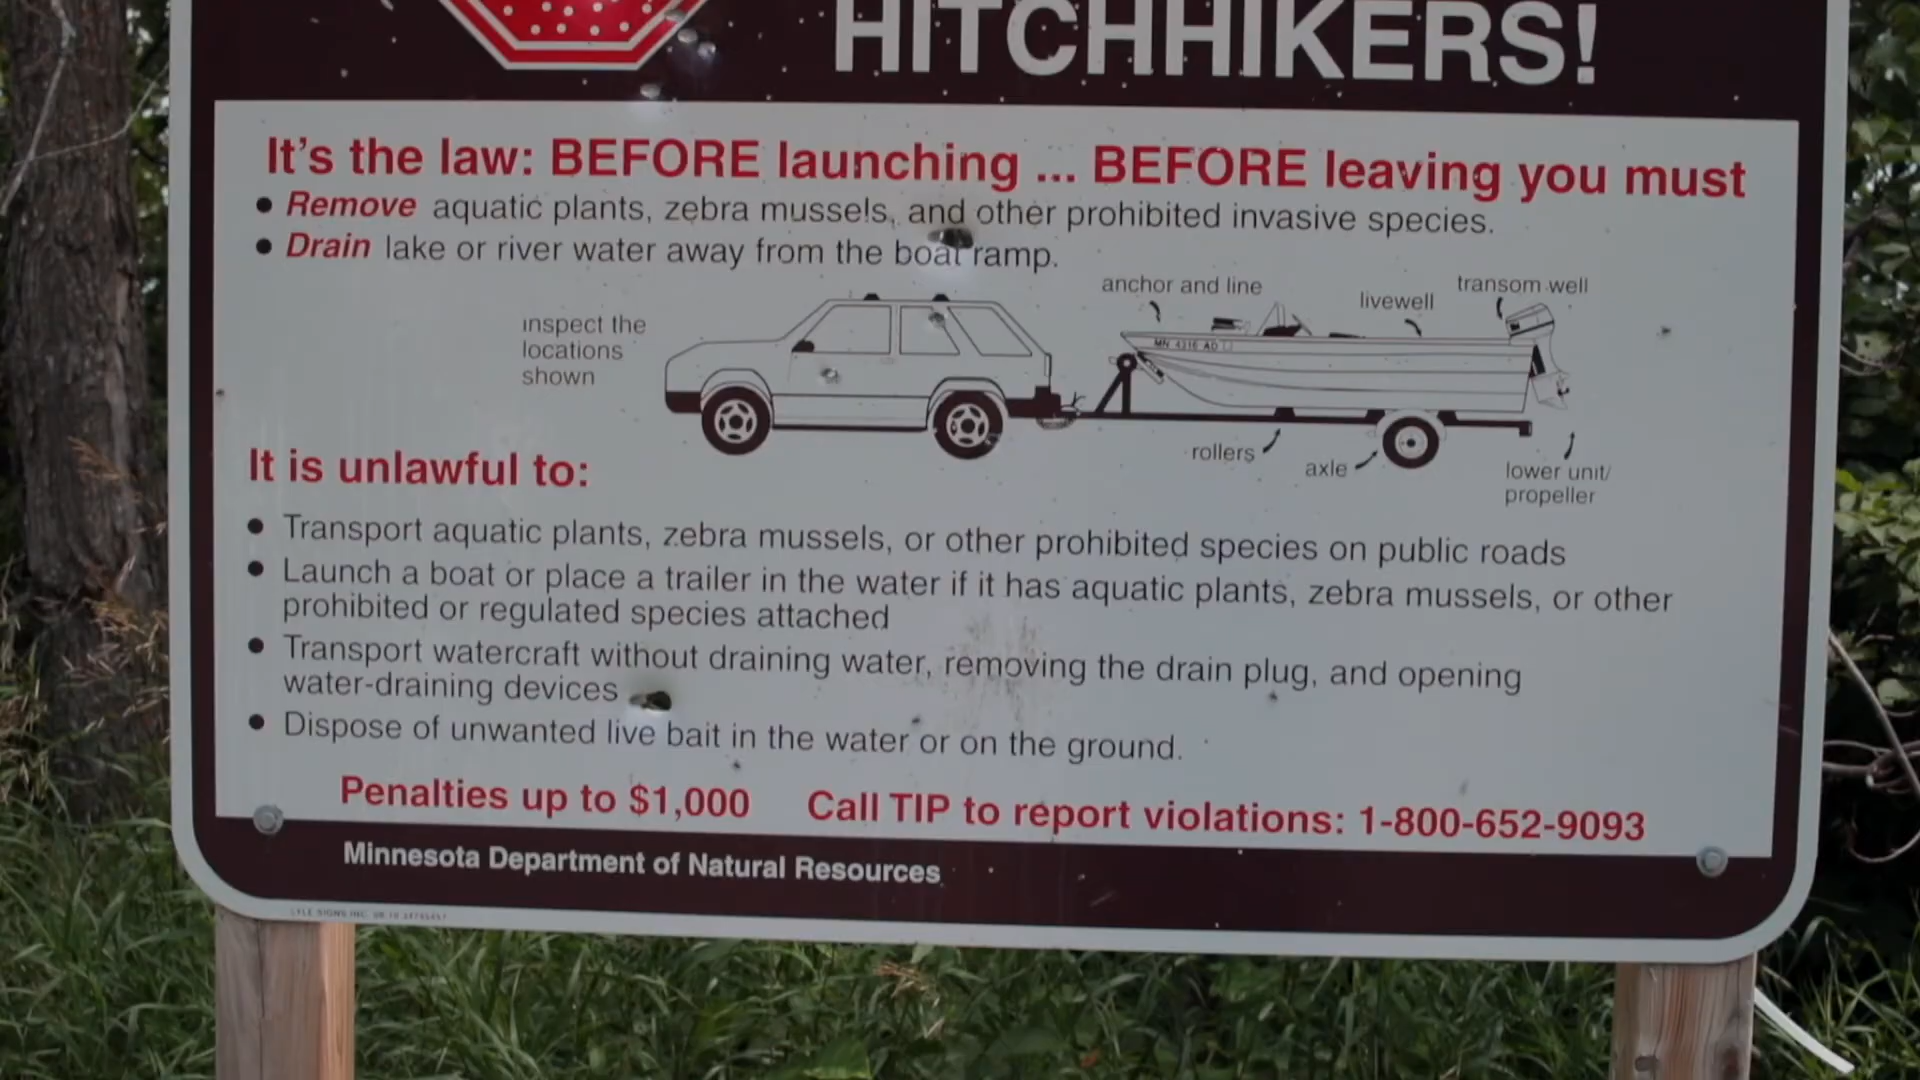 HITCHHIKERS!
It's the law: BEFORE launching ... BEFORE leaving you must
• Remove aquatic plants, zebra mussels, and other prohibited invasive species.
• Drain lake or river water away from the boat ramp.
inspect the
locations
shown
anchor and line
livewell
transom well
MN 4316 AD
rollers
axle
lower unit/
propeller
It is unlawful to:
• Transport aquatic plants, zebra mussels, or other prohibited species on public roads
• Launch a boat or place a trailer in the water if it has aquatic plants, zebra mussels, or other
prohibited or regulated species attached
• Transport watercraft without draining water, removing the drain plug, and opening
water-draining devices
• Dispose of unwanted live bait in the water or on the ground.
Penalties up to $1,000 Call TIP to report violations: 1-800-652-9093
Minnesota Department of Natural Resources
LYLE SIGNS INC.